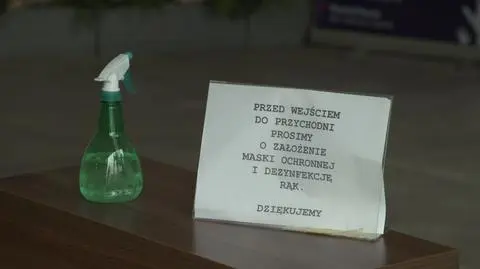 PRZED WEJŚCIEM
DO PRZYCHODNI
PROSIMY
O ZAŁOŻENIE
MASKI OCHRONNEJ
I DEZYNFEKCJĘ
RĄK.
DZIĘKUJEMY